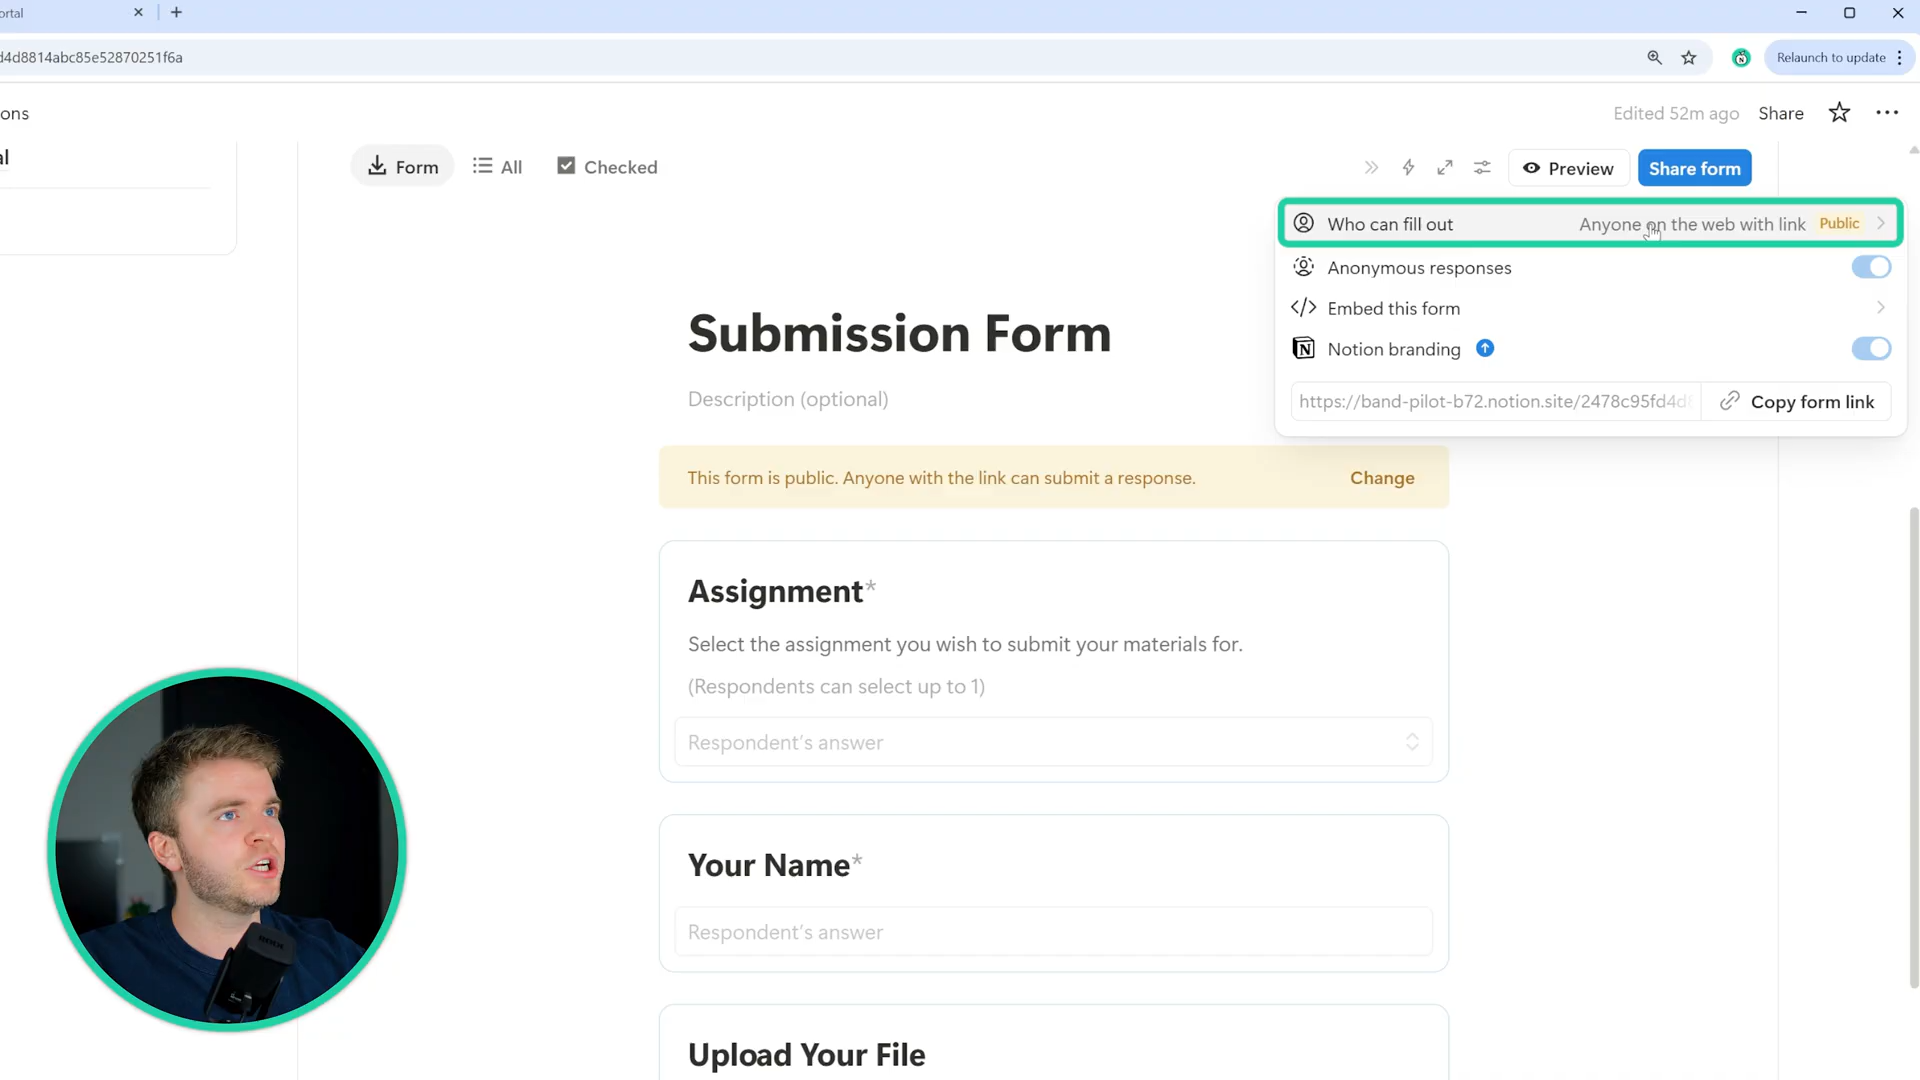 ortal
d4d8814abc85e52870251f6a
Relaunch to update
ons
Edited 52m ago
Share
al
Form
All
Checked
Preview
Share form
Who can fill out
Anyone on the web with link
Public
Anonymous responses
Embed this form
Notion branding
https://band-pilot-b72.notion.site/2478c95fd4d8
Copy form link
Submission Form
Description (optional)
This form is public. Anyone with the link can submit a response.
Change
Assignment*
Select the assignment you wish to submit your materials for.
(Respondents can select up to 1)
Respondent's answer
Your Name*
Respondent's answer
Upload Your File
RODE